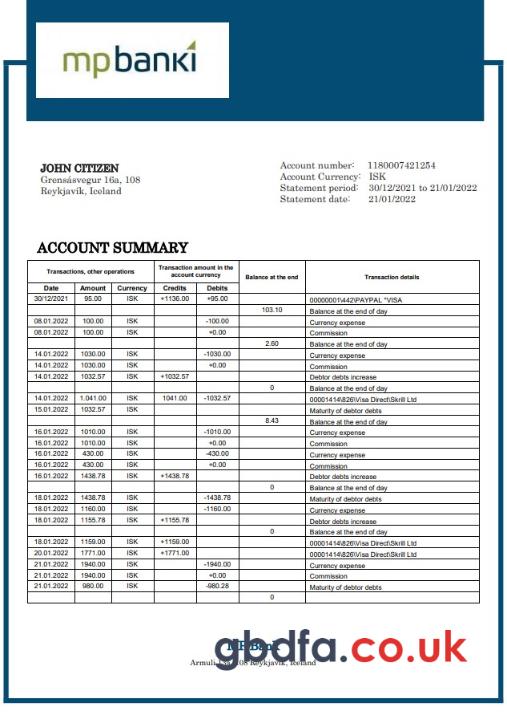 mpbanki
JOHN CITIZEN
Grensásvegur 16a, 108
Reykjavík, Iceland
Account number: 1180007421254
Account Currency: ISK
Statement period: 30/12/2021 to 21/01/2022
Statement date: 21/01/2022
ACCOUNT SUMMARY
Transactions, other operations | Transaction amount in the account currency | Balance at the end | Transaction details
Date | Amount | Currency | Credits | Debits
30/12/2021 95.00 ISK +1136.00 +95.00 00000001\442\PAYPAL *VISA
103.10 Balance at the end of day
08.01.2022 100.00 ISK -100.00 Currency expense
08.01.2022 100.00 ISK +0.00 Commission
2.60 Balance at the end of day
14.01.2022 1030.00 ISK -1030.00 Currency expense
14.01.2022 1030.00 ISK +0.00 Commission
14.01.2022 1032.57 ISK +1032.57 Debtor debts increase
0 Balance at the end of day
14.01.2022 1.041.00 ISK 1041.00 -1032.57 00001414\826\Visa Direct\Skrill Ltd
15.01.2022 1032.57 ISK Maturity of debtor debts
8.43 Balance at the end of day
16.01.2022 1010.00 ISK -1010.00 Currency expense
16.01.2022 1010.00 ISK +0.00 Commission
16.01.2022 430.00 ISK -430.00 Currency expense
16.01.2022 430.00 ISK +0.00 Commission
16.01.2022 1438.78 ISK +1438.78 Debtor debts increase
0 Balance at the end of day
18.01.2022 1438.78 ISK -1438.78 Maturity of debtor debts
18.01.2022 1160.00 ISK -1160.00 Currency expense
18.01.2022 1155.78 ISK +1155.78 Debtor debts increase
0 Balance at the end of day
18.01.2022 1159.00 ISK +1159.00 00001414\826\Visa Direct\Skrill Ltd
20.01.2022 1771.00 ISK +1771.00 00001414\826\Visa Direct\Skrill Ltd
21.01.2022 1940.00 ISK -1940.00 Currency expense
21.01.2022 1940.00 ISK +0.00 Commission
21.01.2022 980.00 ISK -980.28 Maturity of debtor debts
0
MP Bank
gbdfa.co.uk
Armuli 108 Reykjavik, Iceland